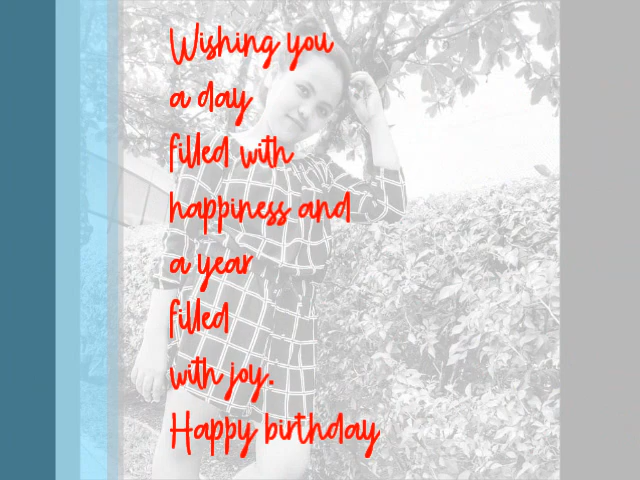 Wishing you
a day
filled with
happiness and
a year
filled
with joy.
Happy birthday